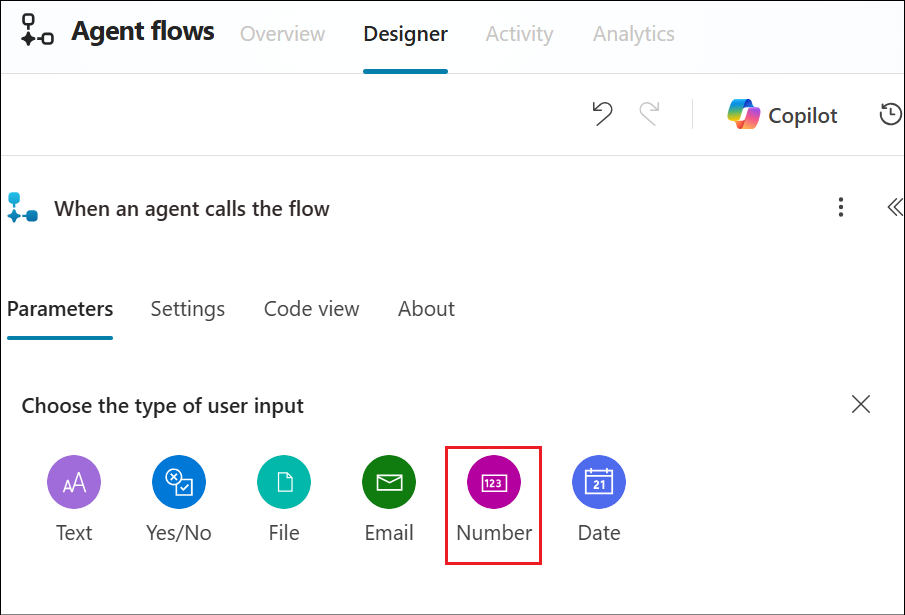 Agent flows Overview Designer Activity Analytics
Copilot
When an agent calls the flow
Parameters Settings Code view About
Choose the type of user input
AA 123 21
Text Yes/No File Email Number Date